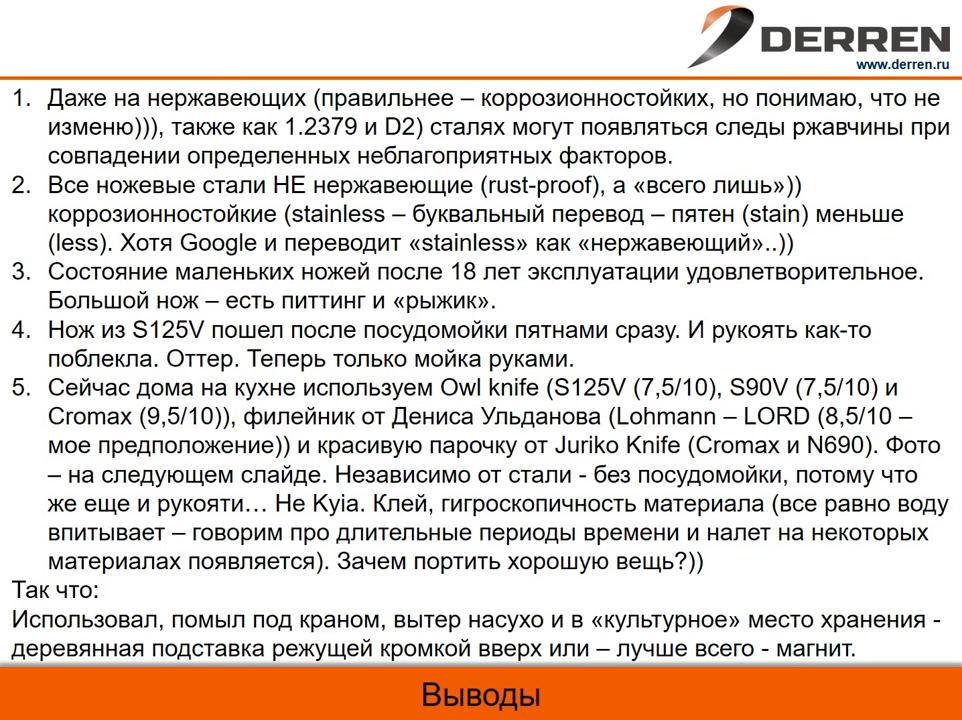 DERREN
www.derren.ru
1. Даже на нержавеющих (правильнее – коррозионностойких, но понимаю, что не
изменю))), также как 1.2379 и D2) сталях могут появляться следы ржавчины при
совпадении определенных неблагоприятных факторов.
2. Все ножевые стали НЕ нержавеющие (rust-proof), а «всего лишь»))
коррозионностойкие (stainless – буквальный перевод – пятен (stain) меньше
(less). Хотя Google и переводит «stainless» как «нержавеющий»..))
3. Состояние маленьких ножей после 18 лет эксплуатации удовлетворительное.
Большой нож – есть питтинг и «рыжик».
4. Нож из S125V пошел после посудомойки пятнами сразу. И рукоять как-то
поблекла. Оттер. Теперь только мойка руками.
5. Сейчас дома на кухне используем Owl knife (S125V (7,5/10), S90V (7,5/10) и
Cromax (9,5/10)), филейник от Дениса Ульданова (Lohmann – LORD (8,5/10 –
мое предположение)) и красивую парочку от Juriko Knife (Cromax и N690). Фото
– на следующем слайде. Независимо от стали - без посудомойки, потому что
же еще и рукояти… Не Kyia. Клей, гигроскопичность материала (все равно воду
впитывает – говорим про длительные периоды времени и налет на некоторых
материалах появляется). Зачем портить хорошую вещь?))
Так что:
Использовал, помыл под краном, вытер насухо и в «культурное» место хранения -
деревянная подставка режущей кромкой вверх или – лучше всего - магнит.
Выводы